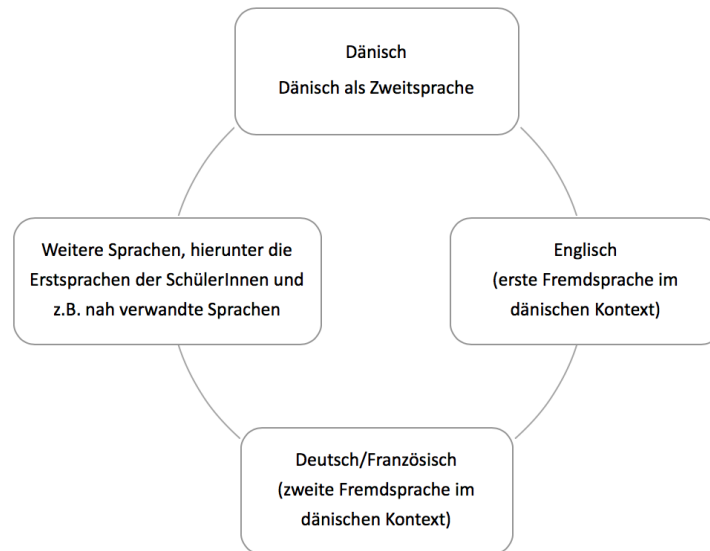 Dänisch
Dänisch als Zweitsprache
Weitere Sprachen, hierunter die
Erstsprachen der SchülerInnen und
z.B. nah verwandte Sprachen
Englisch
(erste Fremdsprache im
dänischen Kontext)
Deutsch/Französisch
(zweite Fremdsprache im
dänischen Kontext)